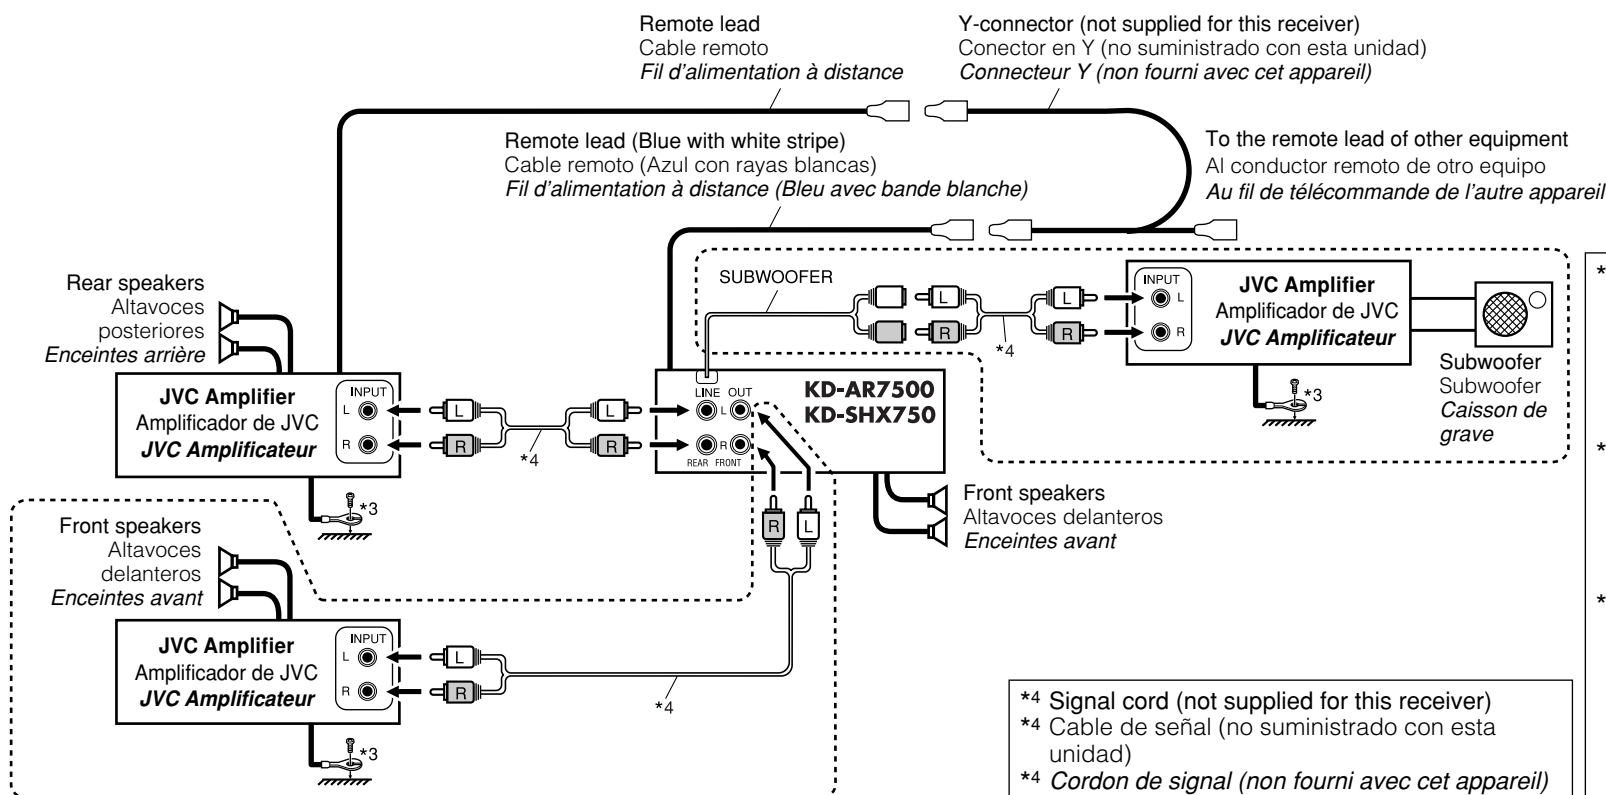 Remote lead
Cable remoto
Fil d'alimentation à distance
Y-connector (not supplied for this receiver)
Conector en Y (no suministrado con esta unidad)
Connecteur Y (non fourni avec cet appareil)
Remote lead (Blue with white stripe)
Cable remoto (Azul con rayas blancas)
Fil d'alimentation à distance (Bleu avec bande blanche)
To the remote lead of other equipment
Al conductor remoto de otro equipo
Au fil de télécommande de l'autre appareil
Rear speakers
Altavoces
posteriores
Enceintes arrière
SUBWOOFER
L
R
*4
L
R
INPUT
L
R
JVC Amplifier
Amplificador de JVC
JVC Amplificateur
*3
Subwoofer
Subwoofer
Caisson de
grave
JVC Amplifier
Amplificador de JVC
JVC Amplificateur
INPUT
L
R
*3
L
R
*4
L
R
LINE OUT
L
R
REAR FRONT
KD-AR7500
KD-SHX750
R
L
Front speakers
Altavoces delanteros
Enceintes avant
Front speakers
Altavoces
delanteros
Enceintes avant
JVC Amplifier
Amplificador de JVC
JVC Amplificateur
INPUT
L
R
*3
L
R
*4
*4 Signal cord (not supplied for this receiver)
*4 Cable de señal (no suministrado con esta
unidad)
*4 Cordon de signal (non fourni avec cet appareil)
*
*
*